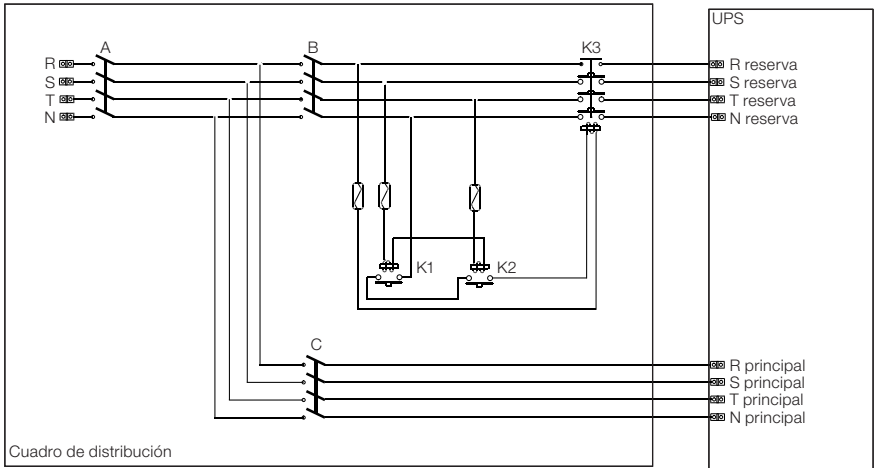 UPS
A
B
K3
R
S
T
N
R reserva
S reserva
T reserva
N reserva
K1
K2
C
R principal
S principal
T principal
N principal
Cuadro de distribución